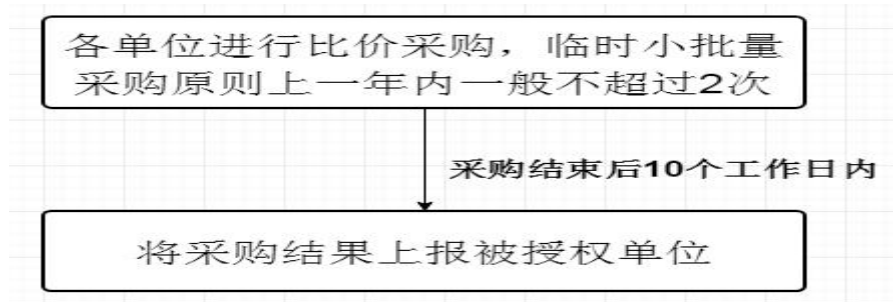 各单位进行比价采购，临时小批量
采购原则上一年内一般不超过2次
采购结束后10个工作日内
将采购结果上报被授权单位